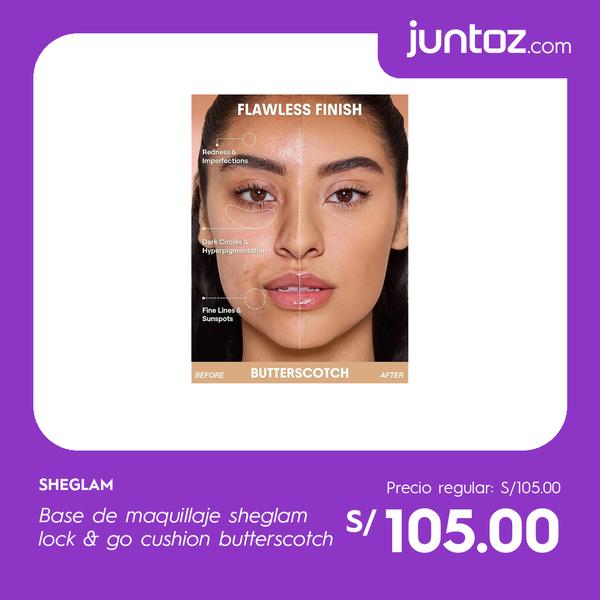 juntoz.com
FLAWLESS FINISH
Redness &
Imperfections
Dark Circles &
Hyperpigmentation
Fine Lines &
Sunspots
BEFORE
BUTTERSCOTCH
AFTER
SHEGLAM
Base de maquillaje sheglam
lock & go cushion butterscotch
Precio regular: S/105.00
S/105.00